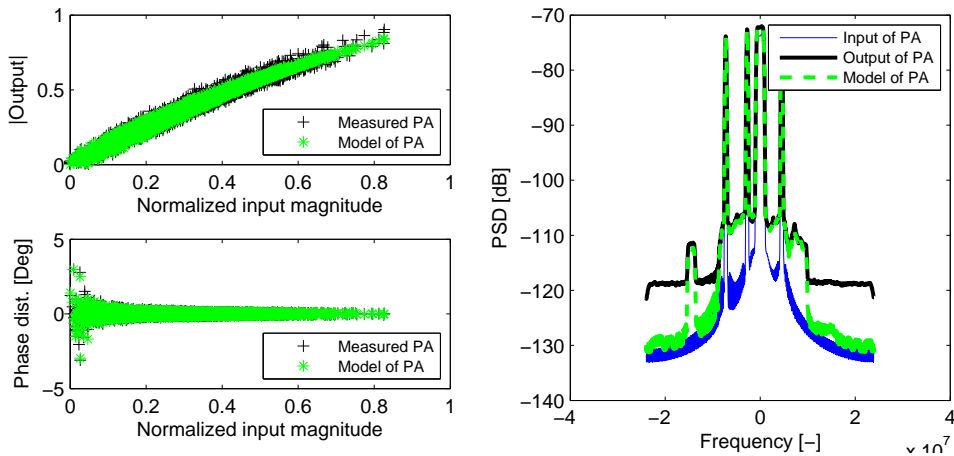 1
0.5
0
|Output|
0
0.2
0.4
0.6
0.8
1
Normalized input magnitude
Measured PA
Model of PA
5
0
−5
Phase dist. [Deg]
0
0.2
0.4
0.6
0.8
1
Normalized input magnitude
Measured PA
Model of PA
−70
−80
−90
−100
−110
−120
−130
−140
PSD [dB]
−4
−2
0
2
4
Frequency [−]
x 10⁷
Input of PA
Output of PA
Model of PA